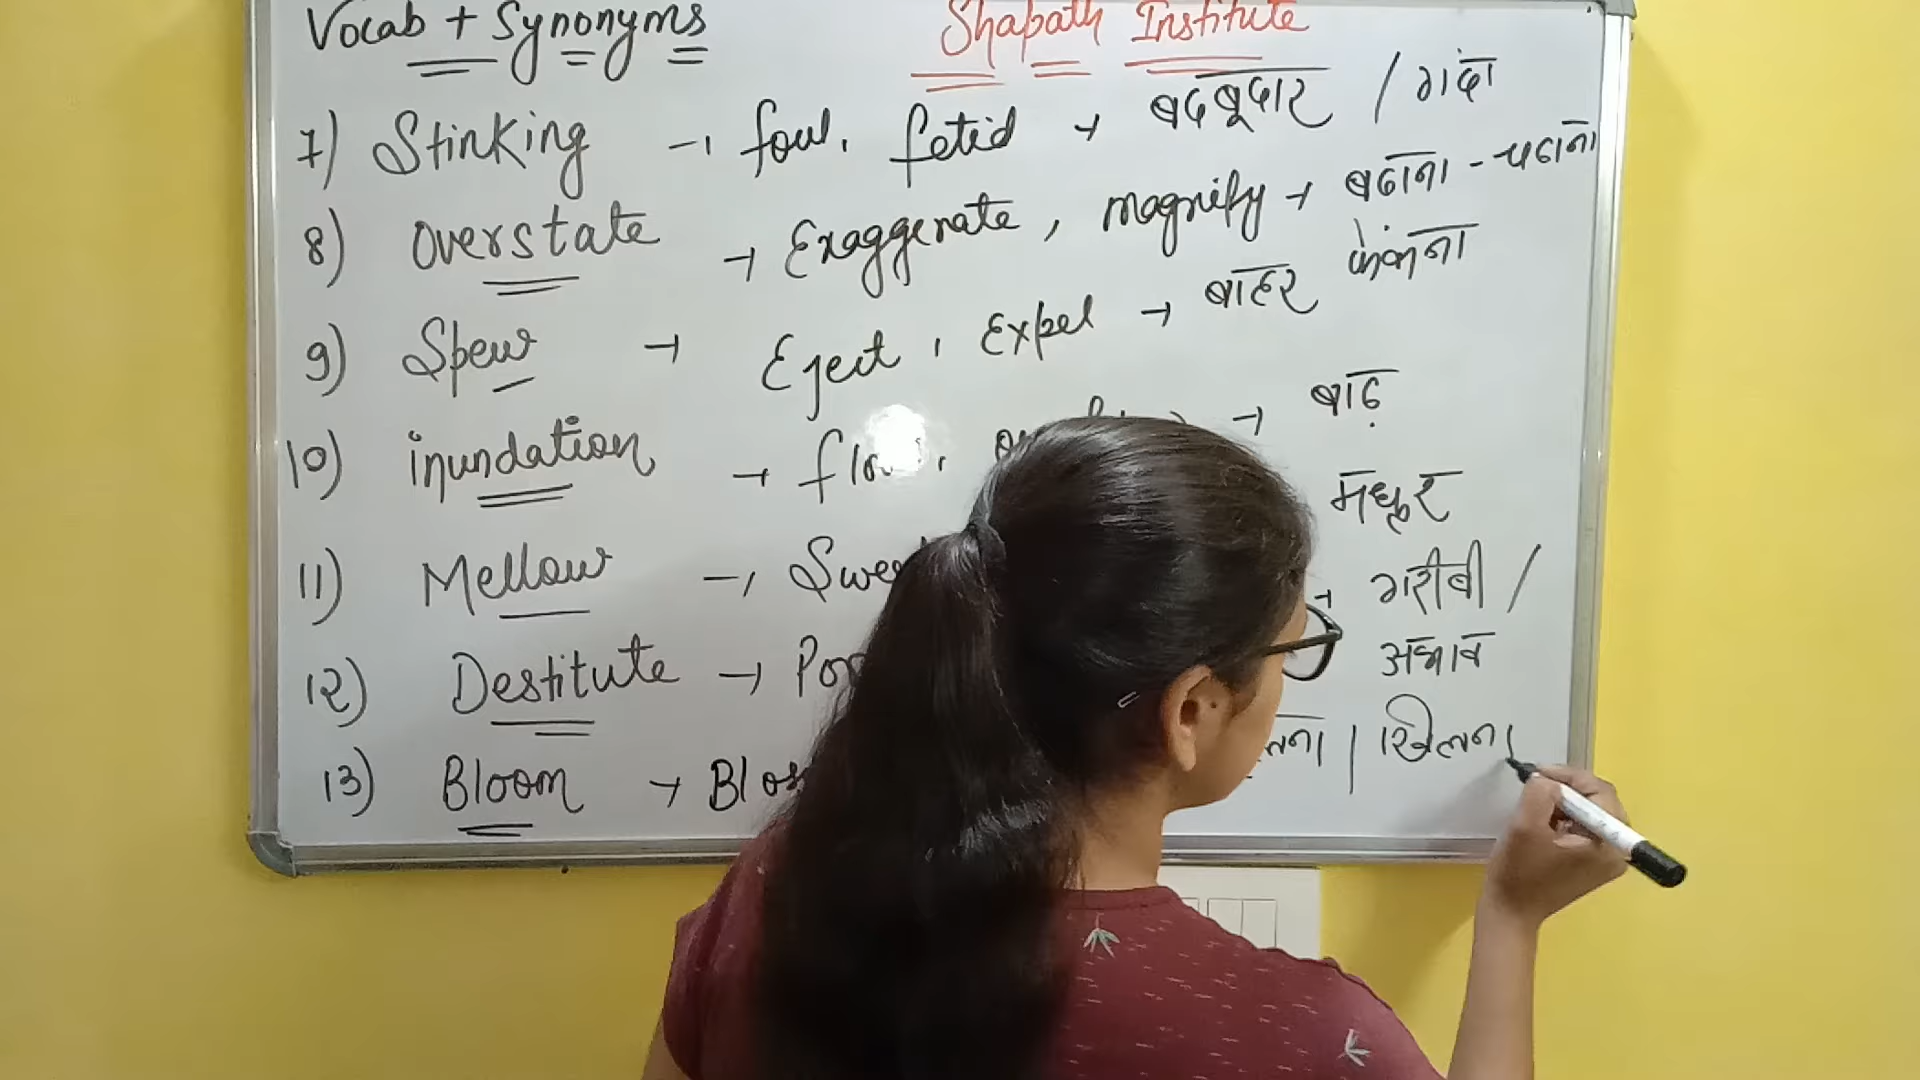 Vocab + Synonyms Shapath Institute
7) Stinking → foul, fetid → बदबूदार / गंदा
8) Overstate → Exaggerate, magnify → बढाना - चढाना
9) Spew → Eject, Expel → बाहर फेंकना
10) inundation → → बाढ़
11) Mellow → मधुर
12) Destitute → → गरीबी /
अभाव
13) Bloom → | खिलना